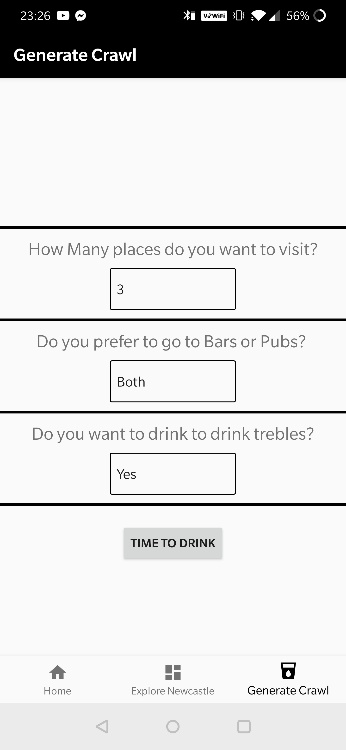 23:26
VoWiFi
56%
Generate Crawl
How Many places do you want to visit?
3
Do you prefer to go to Bars or Pubs?
Both
Do you want to drink to drink trebles?
Yes
TIME TO DRINK
Home
Explore Newcastle
Generate Crawl